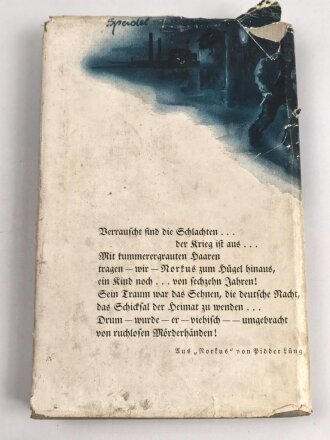 Spendel
Verrauscht sind die Schlachten . . .
der Krieg ist aus . . .
Mit kummerergrauten Haaren
tragen — wir — Norkus zum Hügel hinaus,
ein Kind noch . . . von sechzehn Jahren!
Sein Traum war das Sehnen, die deutsche Nacht,
das Schicksal der Heimat zu wenden . . .
Drum — wurde — er — viehisch — — umgebracht
von ruchlosen Mörderhänden!
Aus „Norkus“ von Pidder Lüng